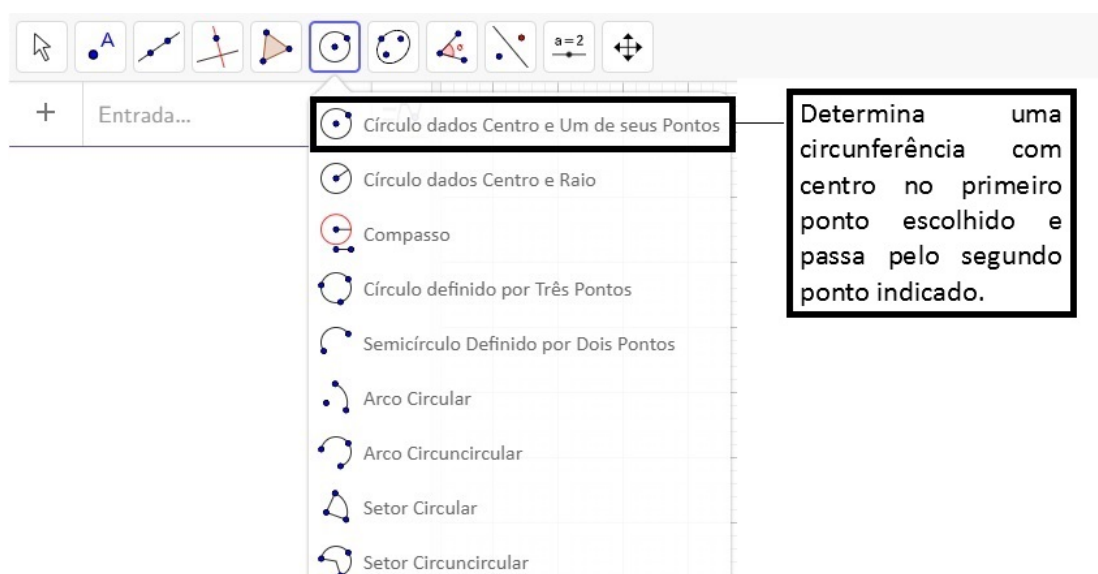 A
α
a=2
+
Entrada...
Círculo dados Centro e Um de seus Pontos
Círculo dados Centro e Raio
Compasso
Círculo definido por Três Pontos
Semicírculo Definido por Dois Pontos
Arco Circular
Arco Circuncircular
Setor Circular
Setor Circuncircular
Determina uma
circunferência com
centro no primeiro
ponto escolhido e
passa pelo segundo
ponto indicado.